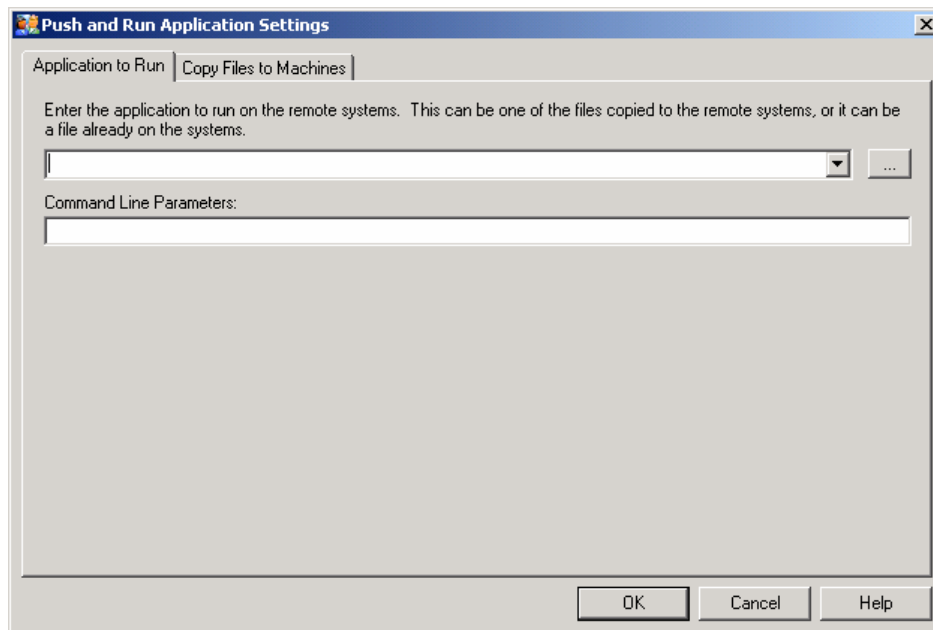 Push and Run Application Settings
Application to Run
Copy Files to Machines
Enter the application to run on the remote systems.  This can be one of the files copied to the remote systems, or it can be
a file already on the systems.
...
Command Line Parameters:
OK
Cancel
Help